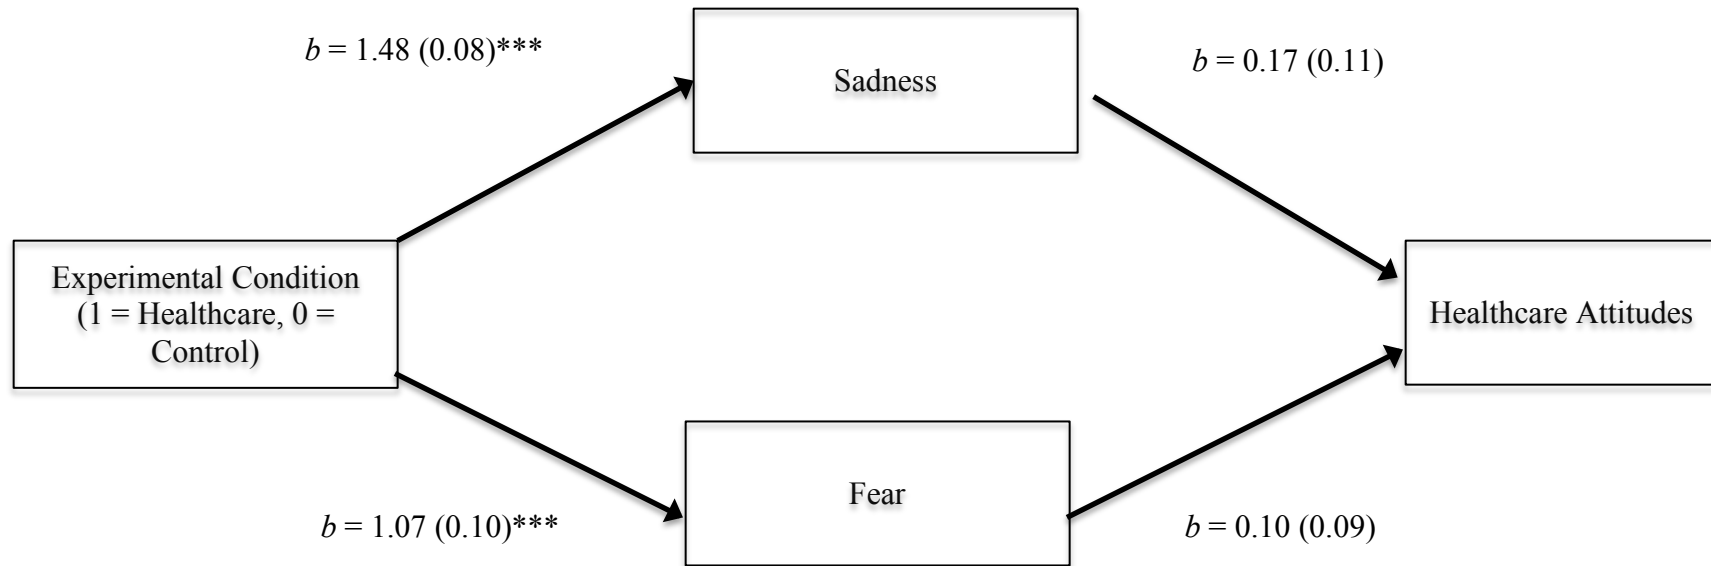 b = 1.48 (0.08)***
b = 0.17 (0.11)
Sadness
Experimental Condition
(1 = Healthcare, 0 =
Control)
Healthcare Attitudes
Fear
b = 1.07 (0.10)***
b = 0.10 (0.09)